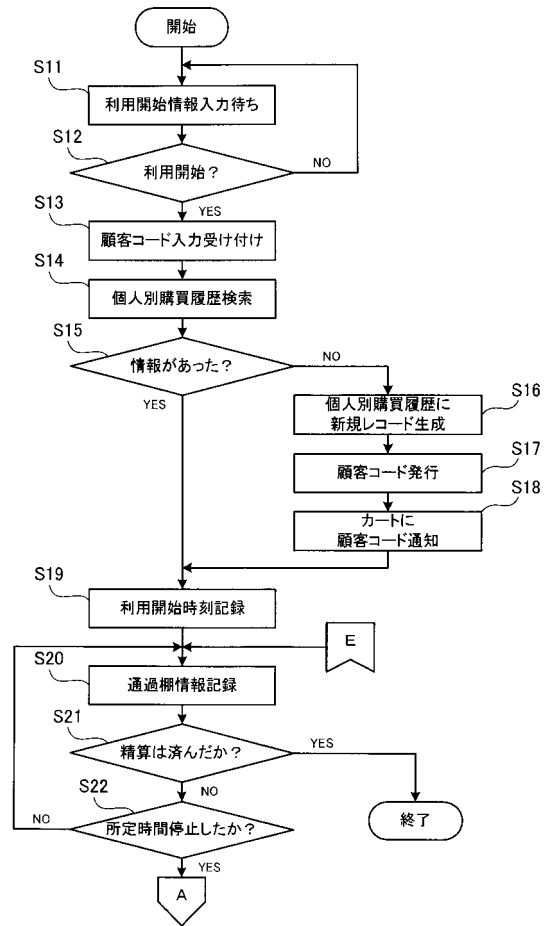 開始
S11
利用開始情報入力待ち
S12
利用開始?
NO
YES
S13
顧客コード入力受け付け
S14
個人別購買履歴検索
S15
情報があった?
NO
YES
S16
個人別購買履歴に
新規レコード生成
S17
顧客コード発行
S18
カートに
顧客コード通知
S19
利用開始時刻記録
E
S20
通過棚情報記録
S21
精算は済んだか?
YES
NO
終了
S22
所定時間停止したか?
NO
YES
A